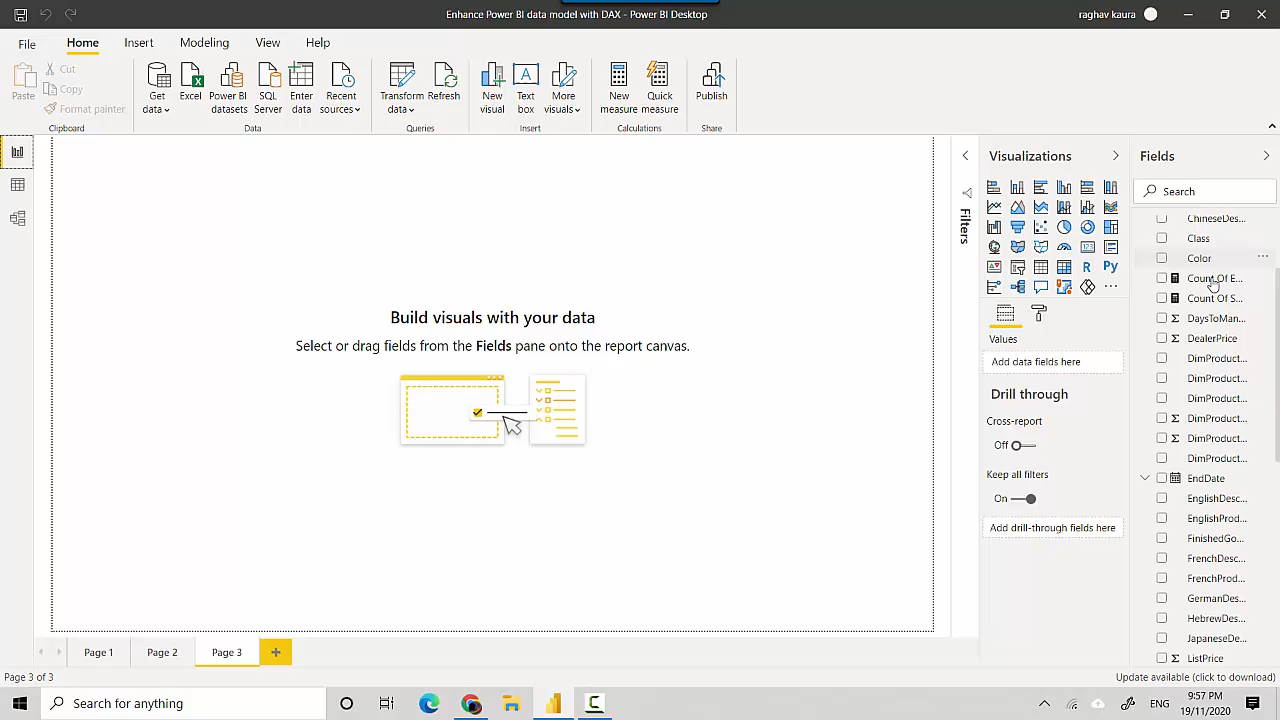 Enhance Power BI data model with DAX - Power BI Desktop
raghav kaura
File Home Insert Modeling View Help
Paste
Cut
Copy
Format painter
Clipboard
Get data
Excel
Power BI datasets
SQL Server
Enter data
Recent sources
Data
Transform data
Refresh
Queries
New visual
A
Text box
More visuals
Insert
New measure
Quick measure
Calculations
Publish
Share
Build visuals with your data
Select or drag fields from the Fields pane onto the report canvas.
Filters
Visualizations
123
R
Py
Values
Add data fields here
Drill through
Cross-report
Off
Keep all filters
On
Add drill-through fields here
Fields
Search
ChineseDes...
Class
Color
Count Of E...
Count Of S...
Σ DaysToMan...
Σ DealerPrice
DimProduct...
DimProduct...
DimProduct...
Σ DimProduct...
Σ DimProduct...
DimProduct...
EndDate
EnglishDesc...
EnglishProd...
FinishedGo...
FrenchDesc...
FrenchProd...
GermanDes...
HebrewDes...
JapaneseDe...
Σ ListPrice
Page 1 Page 2 Page 3 +
Page 3 of 3
Update available (click to download)
Search for anything
C
ENG
9:57 PM
19/11/2020